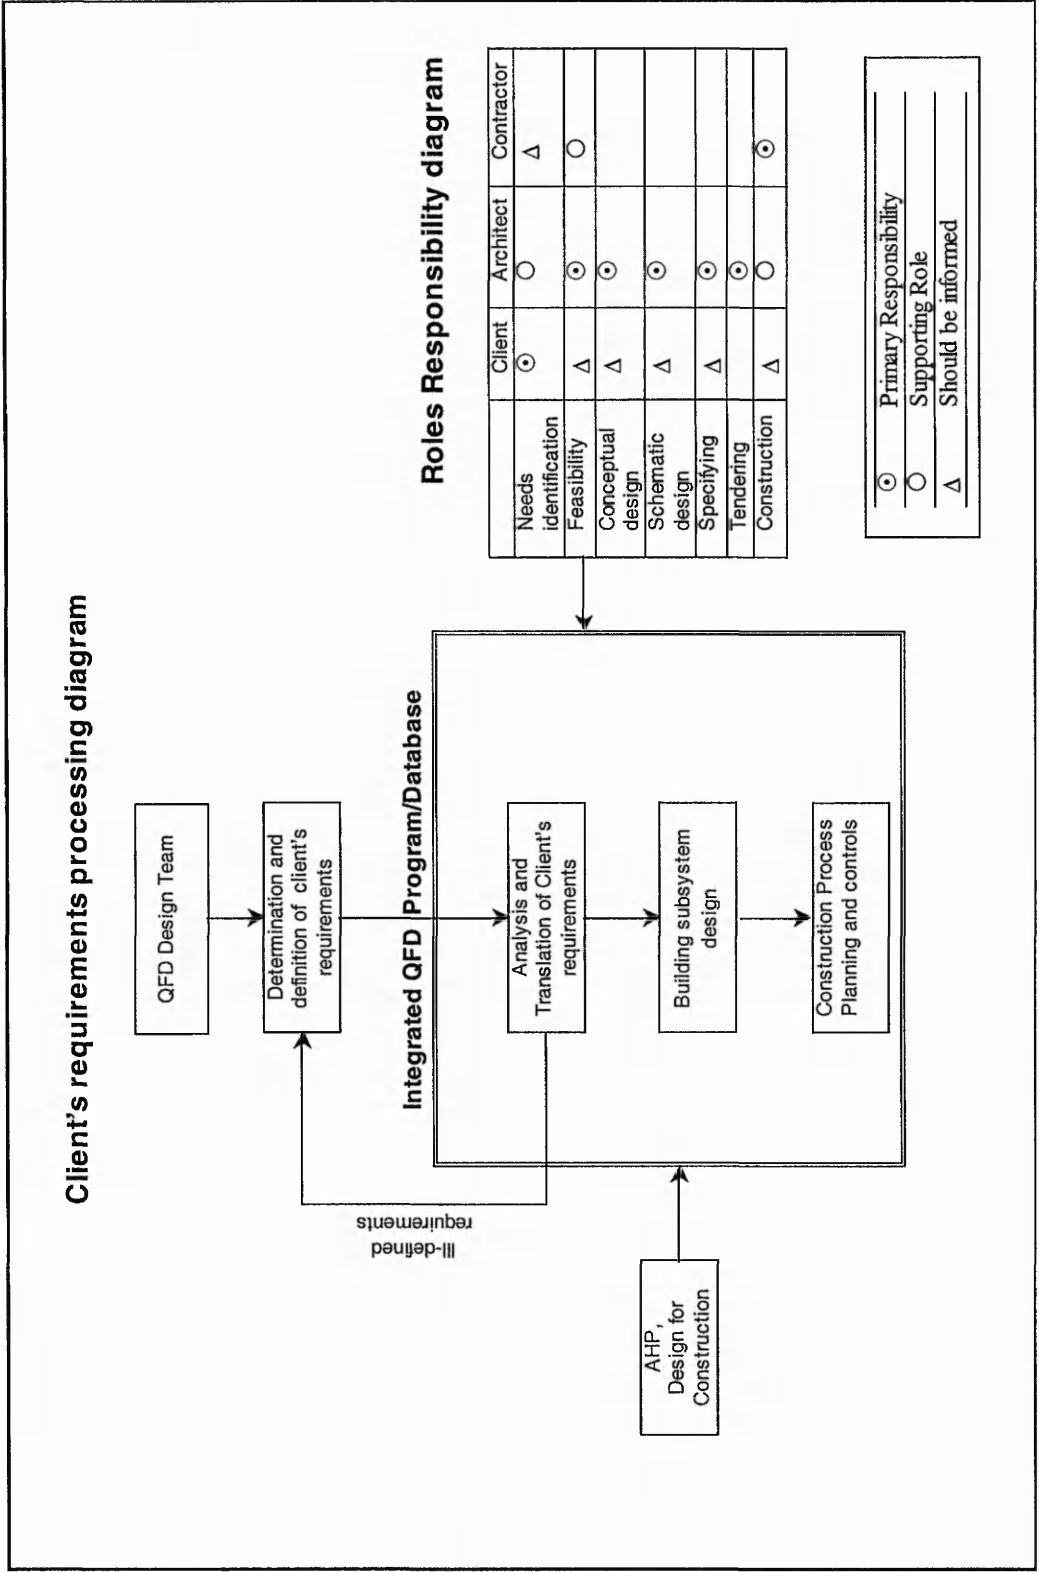 Client's requirements processing diagram
QFD Design Team
Determination and
definition of client's
requirements
Ill-defined
requirements
Integrated QFD Program/Database
Analysis and
Translation of Client's
requirements
Building subsystem
design
Construction Process
Planning and controls
AHP,
Design for
Construction
Roles Responsibility diagram
Client Architect Contractor
Needs ⊙ ○ △
identification
Feasibility △ ⊙ ○
Conceptual △ ⊙
design
Schematic △ ⊙
design
Specifying △ ⊙
Tendering ⊙
Construction △ ○ ⊙
⊙ Primary Responsibility
○ Supporting Role
△ Should be informed